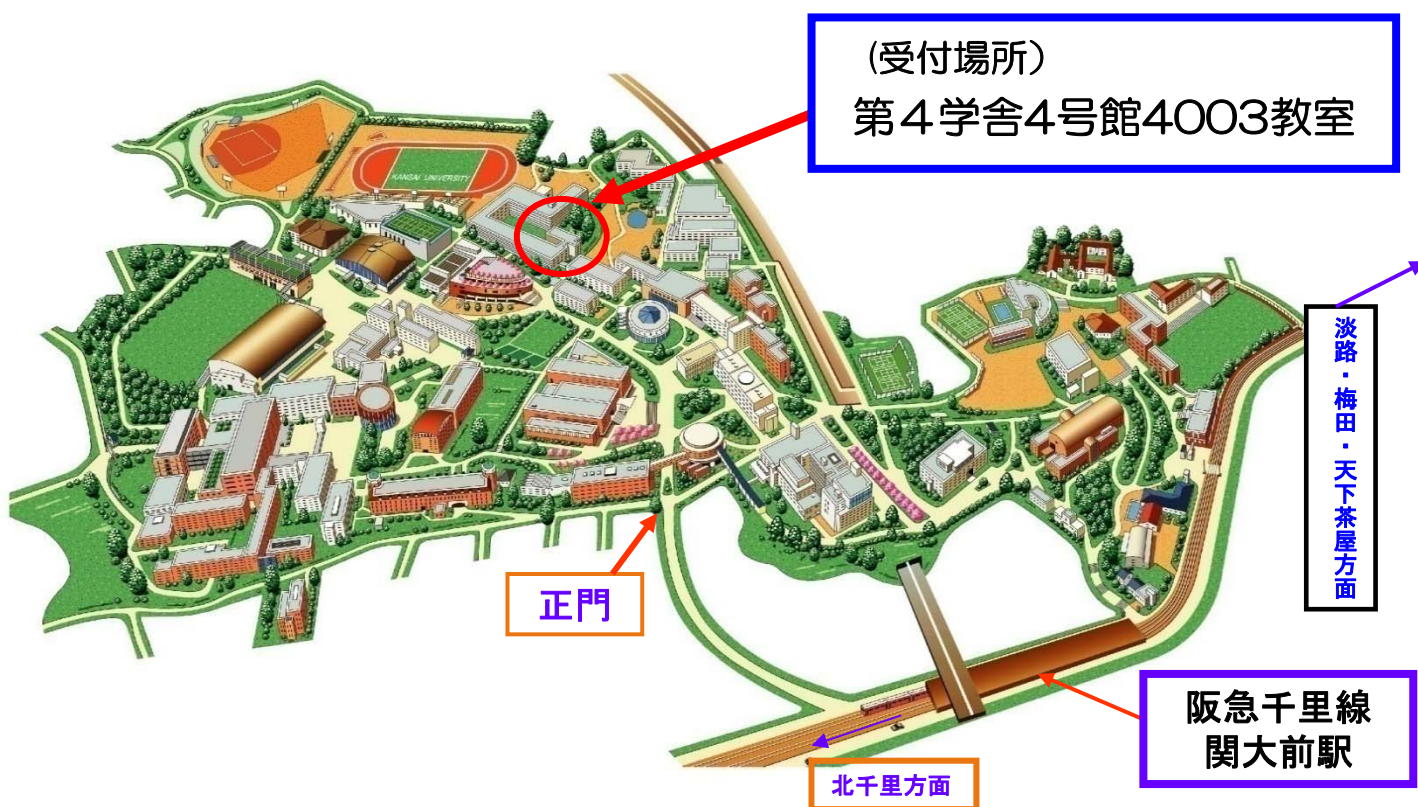 (受付場所)
第4学舎4号館4003教室
KANSAI UNIVERSITY
淡路・梅田・天下茶屋方面
正門
阪急千里線
関大前駅
北千里方面